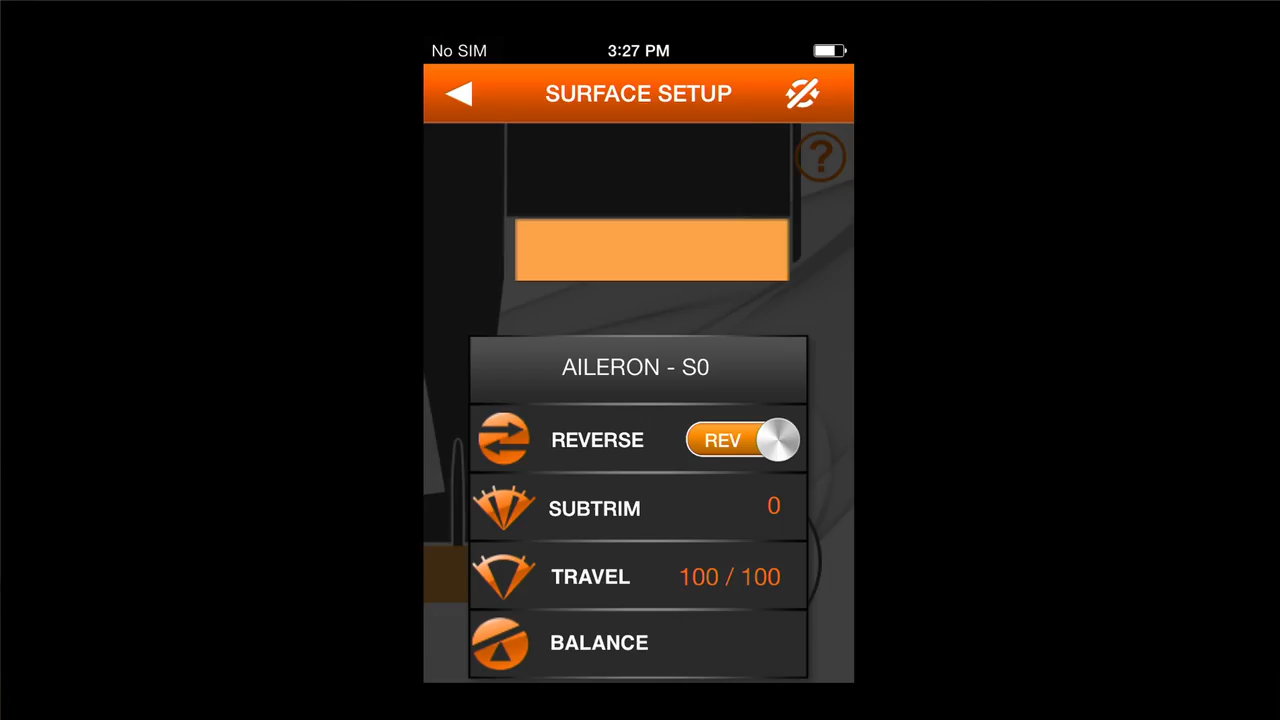 No SIM 3:27 PM
SURFACE SETUP
?
AILERON - S0
REVERSE REV
SUBTRIM 0
TRAVEL 100 / 100
BALANCE